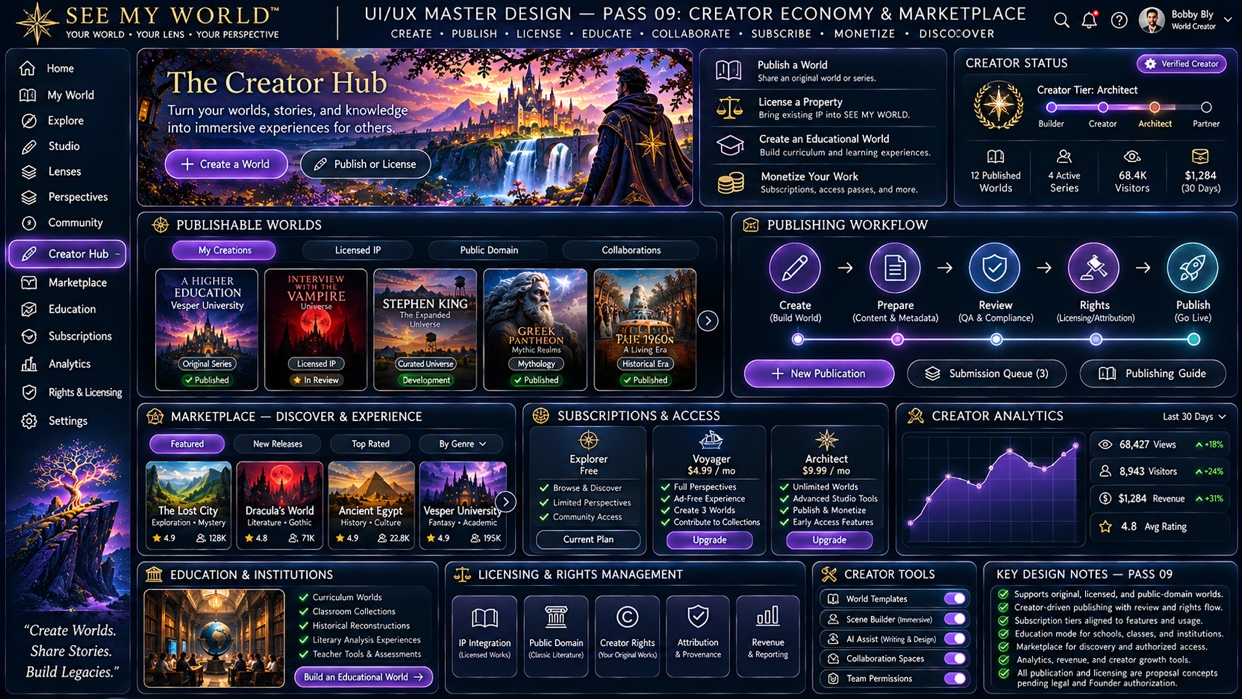 SEE MY WORLD™
YOUR WORLD • YOUR LENS • YOUR PERSPECTIVE
UI/UX MASTER DESIGN — PASS 09: CREATOR ECONOMY & MARKETPLACE
CREATE • PUBLISH • LICENSE • EDUCATE • COLLABORATE • SUBSCRIBE • MONETIZE • DISCOVER
Bobby Bly
World Creator
Home
My World
Explore
Studio
Lenses
Perspectives
Community
Creator Hub
Marketplace
Education
Subscriptions
Analytics
Rights & Licensing
Settings
“Create Worlds.
Share Stories.
Build Legacies.”
The Creator Hub
Turn your worlds, stories, and knowledge
into immersive experiences for others.
+ Create a World
Publish or License
Publish a World
Share an original world or series.
License a Property
Bring existing IP into SEE MY WORLD.
Create an Educational World
Build curriculum and learning experiences.
Monetize Your Work
Subscriptions, access passes, and more.
CREATOR STATUS
Verified Creator
Creator Tier: Architect
Builder
Creator
Architect
Partner
12 Published
Worlds
4 Active
Series
68.4K
Visitors
$1,284
(30 Days)
PUBLISHABLE WORLDS
My Creations
Licensed IP
Public Domain
Collaborations
A HIGHER
EDUCATION
Vesper University
Original Series
Published
INTERVIEW
WITH THE
VAMPIRE
Universe
Licensed IP
In Review
STEPHEN KING
The Expanded
Universe
Curated Universe
Development
GREEK
PANTHEON
Mythic Realms
Mythology
Published
THE 1960s
A Living Era
Historical Era
Published
PUBLISHING WORKFLOW
Create
(Build World)
Prepare
(Content & Metadata)
Review
(QA & Compliance)
Rights
(Licensing/Attribution)
Publish
(Go Live)
+ New Publication
Submission Queue (3)
Publishing Guide
MARKETPLACE — DISCOVER & EXPERIENCE
Featured
New Releases
Top Rated
By Genre
The Lost City
Exploration • Mystery
4.9
128K
Dracula's World
Literature • Gothic
4.8
71K
Ancient Egypt
History • Culture
4.9
22.8K
Vesper University
Fantasy • Academic
4.9
195K
SUBSCRIPTIONS & ACCESS
Explorer
Free
Browse & Discover
Limited Perspectives
Community Access
Current Plan
Voyager
$4.99 / mo
Full Perspectives
Ad-Free Experience
Create 3 Worlds
Contribute to Collections
Upgrade
Architect
$9.99 / mo
Unlimited Worlds
Advanced Studio Tools
Publish & Monetize
Early Access Features
Upgrade
CREATOR ANALYTICS
Last 30 Days
68,427 Views
+18%
8,943 Visitors
+24%
$1,284 Revenue
+31%
4.8 Avg Rating
EDUCATION & INSTITUTIONS
Curriculum Worlds
Classroom Collections
Historical Reconstructions
Literary Analysis Experiences
Teacher Tools & Assessments
Build an Educational World →
LICENSING & RIGHTS MANAGEMENT
IP Integration
(Licensed Works)
Public Domain
(Classic Literature)
Creator Rights
(Your Original Works)
Attribution
& Provenance
Revenue
& Reporting
CREATOR TOOLS
World Templates
Scene Builder (Immersive)
AI Assist (Writing & Design)
Collaboration Spaces
Team Permissions
KEY DESIGN NOTES — PASS 09
Supports original, licensed, and public-domain worlds.
Creator-driven publishing with review and rights flow.
Subscription tiers aligned to features and usage.
Education mode for schools, classes, and institutions.
Marketplace for discovery and authorized access.
Analytics, revenue, and creator growth tools.
All publication and licensing are proposal concepts
pending legal and Founder authorization.